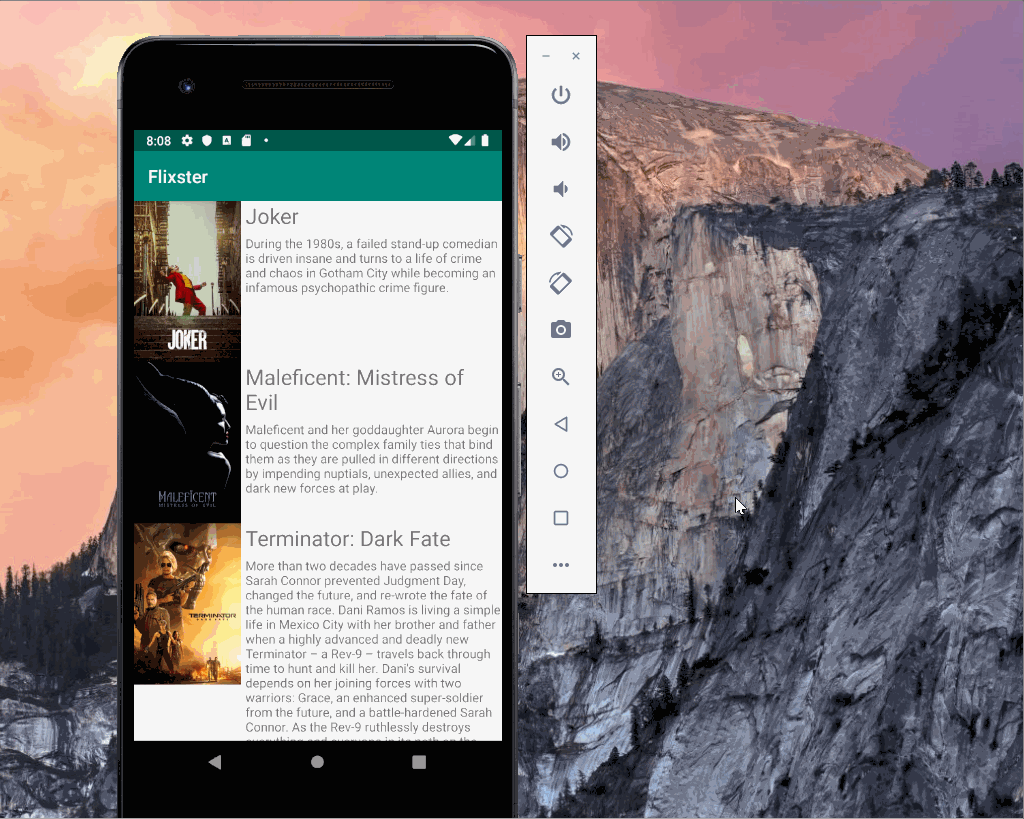 8:08
Flixster
Joker
During the 1980s, a failed stand-up comedian
is driven insane and turns to a life of crime
and chaos in Gotham City while becoming an
infamous psychopathic crime figure.
JOKER
Maleficent: Mistress of
Evil
Maleficent and her goddaughter Aurora begin
to question the complex family ties that bind
them as they are pulled in different directions
by impending nuptials, unexpected allies, and
dark new forces at play.
MALEFICENT
MISTRESS OF EVIL
Terminator: Dark Fate
More than two decades have passed since
Sarah Connor prevented Judgment Day,
changed the future, and re-wrote the fate of
the human race. Dani Ramos is living a simple
life in Mexico City with her brother and father
when a highly advanced and deadly new
Terminator – a Rev-9 – travels back through
time to hunt and kill her. Dani's survival
depends on her joining forces with two
warriors: Grace, an enhanced super-soldier
from the future, and a battle-hardened Sarah
Connor. As the Rev-9 ruthlessly destroys
TERMINATOR